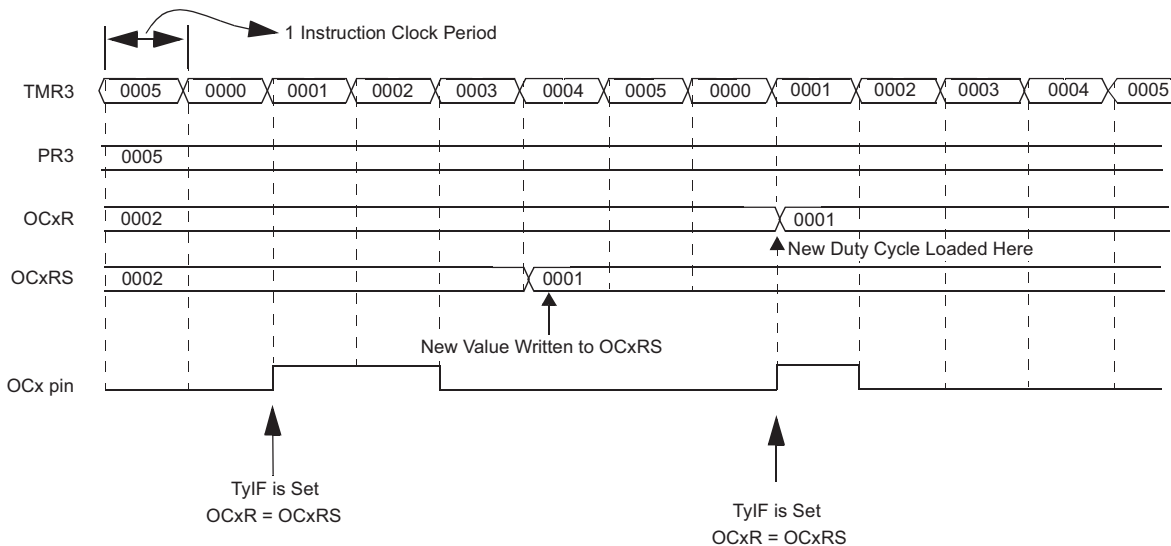 1 Instruction Clock Period
TMR3 0005 0000 0001 0002 0003 0004 0005 0000 0001 0002 0003 0004 0005
PR3 0005
OCxR 0002 0001
New Duty Cycle Loaded Here
OCxRS 0002 0001
New Value Written to OCxRS
OCx pin
TyIF is Set
OCxR = OCxRS
TyIF is Set
OCxR = OCxRS